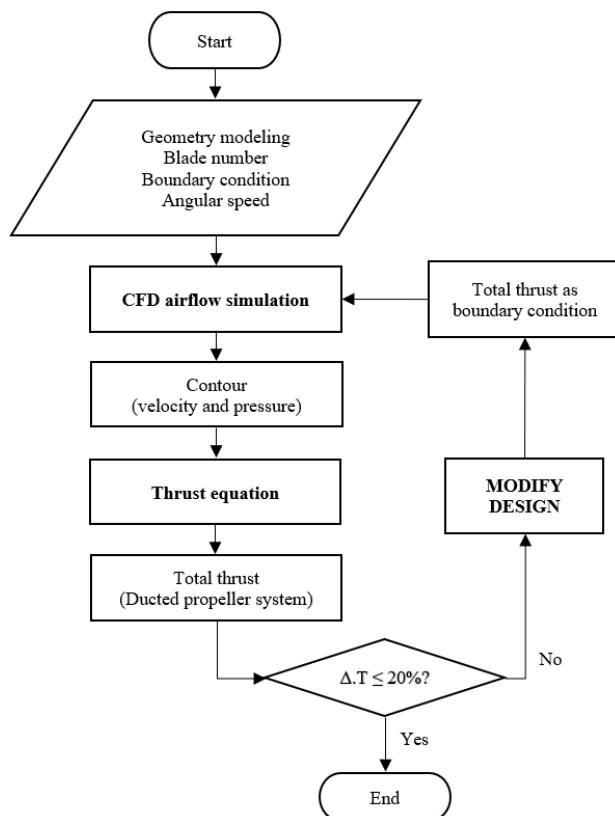 Start
Geometry modeling
Blade number
Boundary condition
Angular speed
CFD airflow simulation
Total thrust as
boundary condition
Contour
(velocity and pressure)
Thrust equation
MODIFY
DESIGN
Total thrust
(Ducted propeller system)
Δ.T ≤ 20%?
No
Yes
End